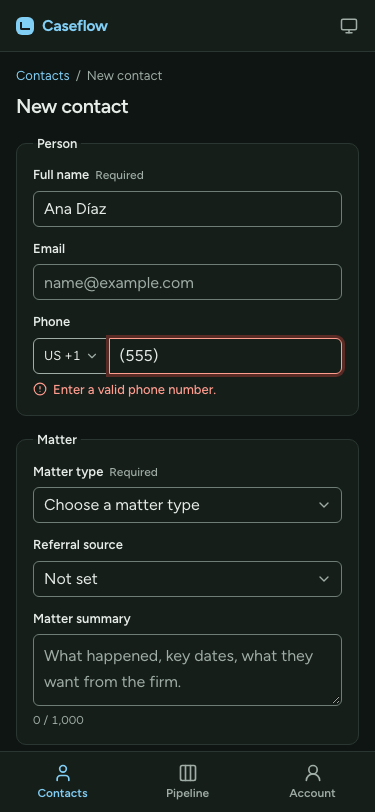 Caseflow
Contacts / New contact
New contact
Person
Full name Required
Ana Díaz
Email
name@example.com
Phone
US +1 (555)
Enter a valid phone number.
Matter
Matter type Required
Choose a matter type
Referral source
Not set
Matter summary
What happened, key dates, what they
want from the firm.
0 / 1,000
Contacts Pipeline Account